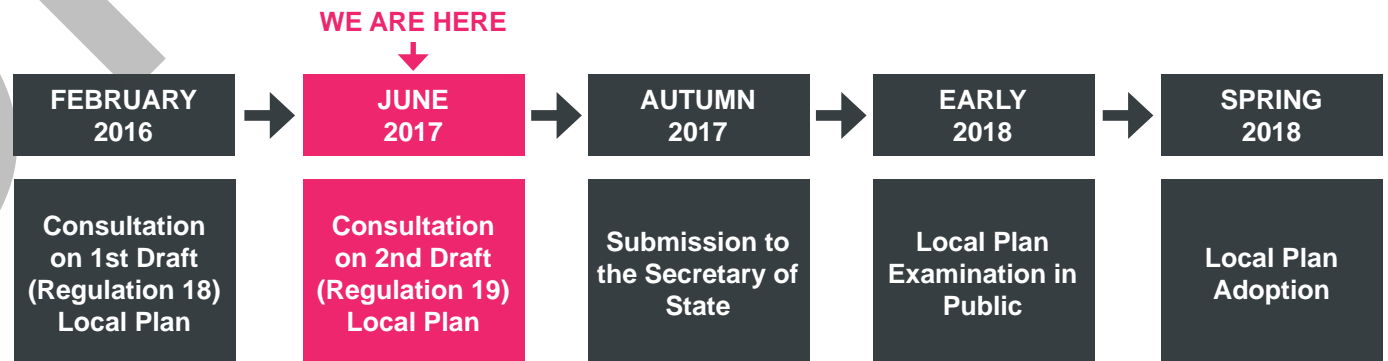 WE ARE HERE
FEBRUARY
2016
JUNE
2017
AUTUMN
2017
EARLY
2018
SPRING
2018
Consultation
on 1st Draft
(Regulation 18)
Local Plan
Consultation
on 2nd Draft
(Regulation 19)
Local Plan
Submission to
the Secretary of
State
Local Plan
Examination in
Public
Local Plan
Adoption